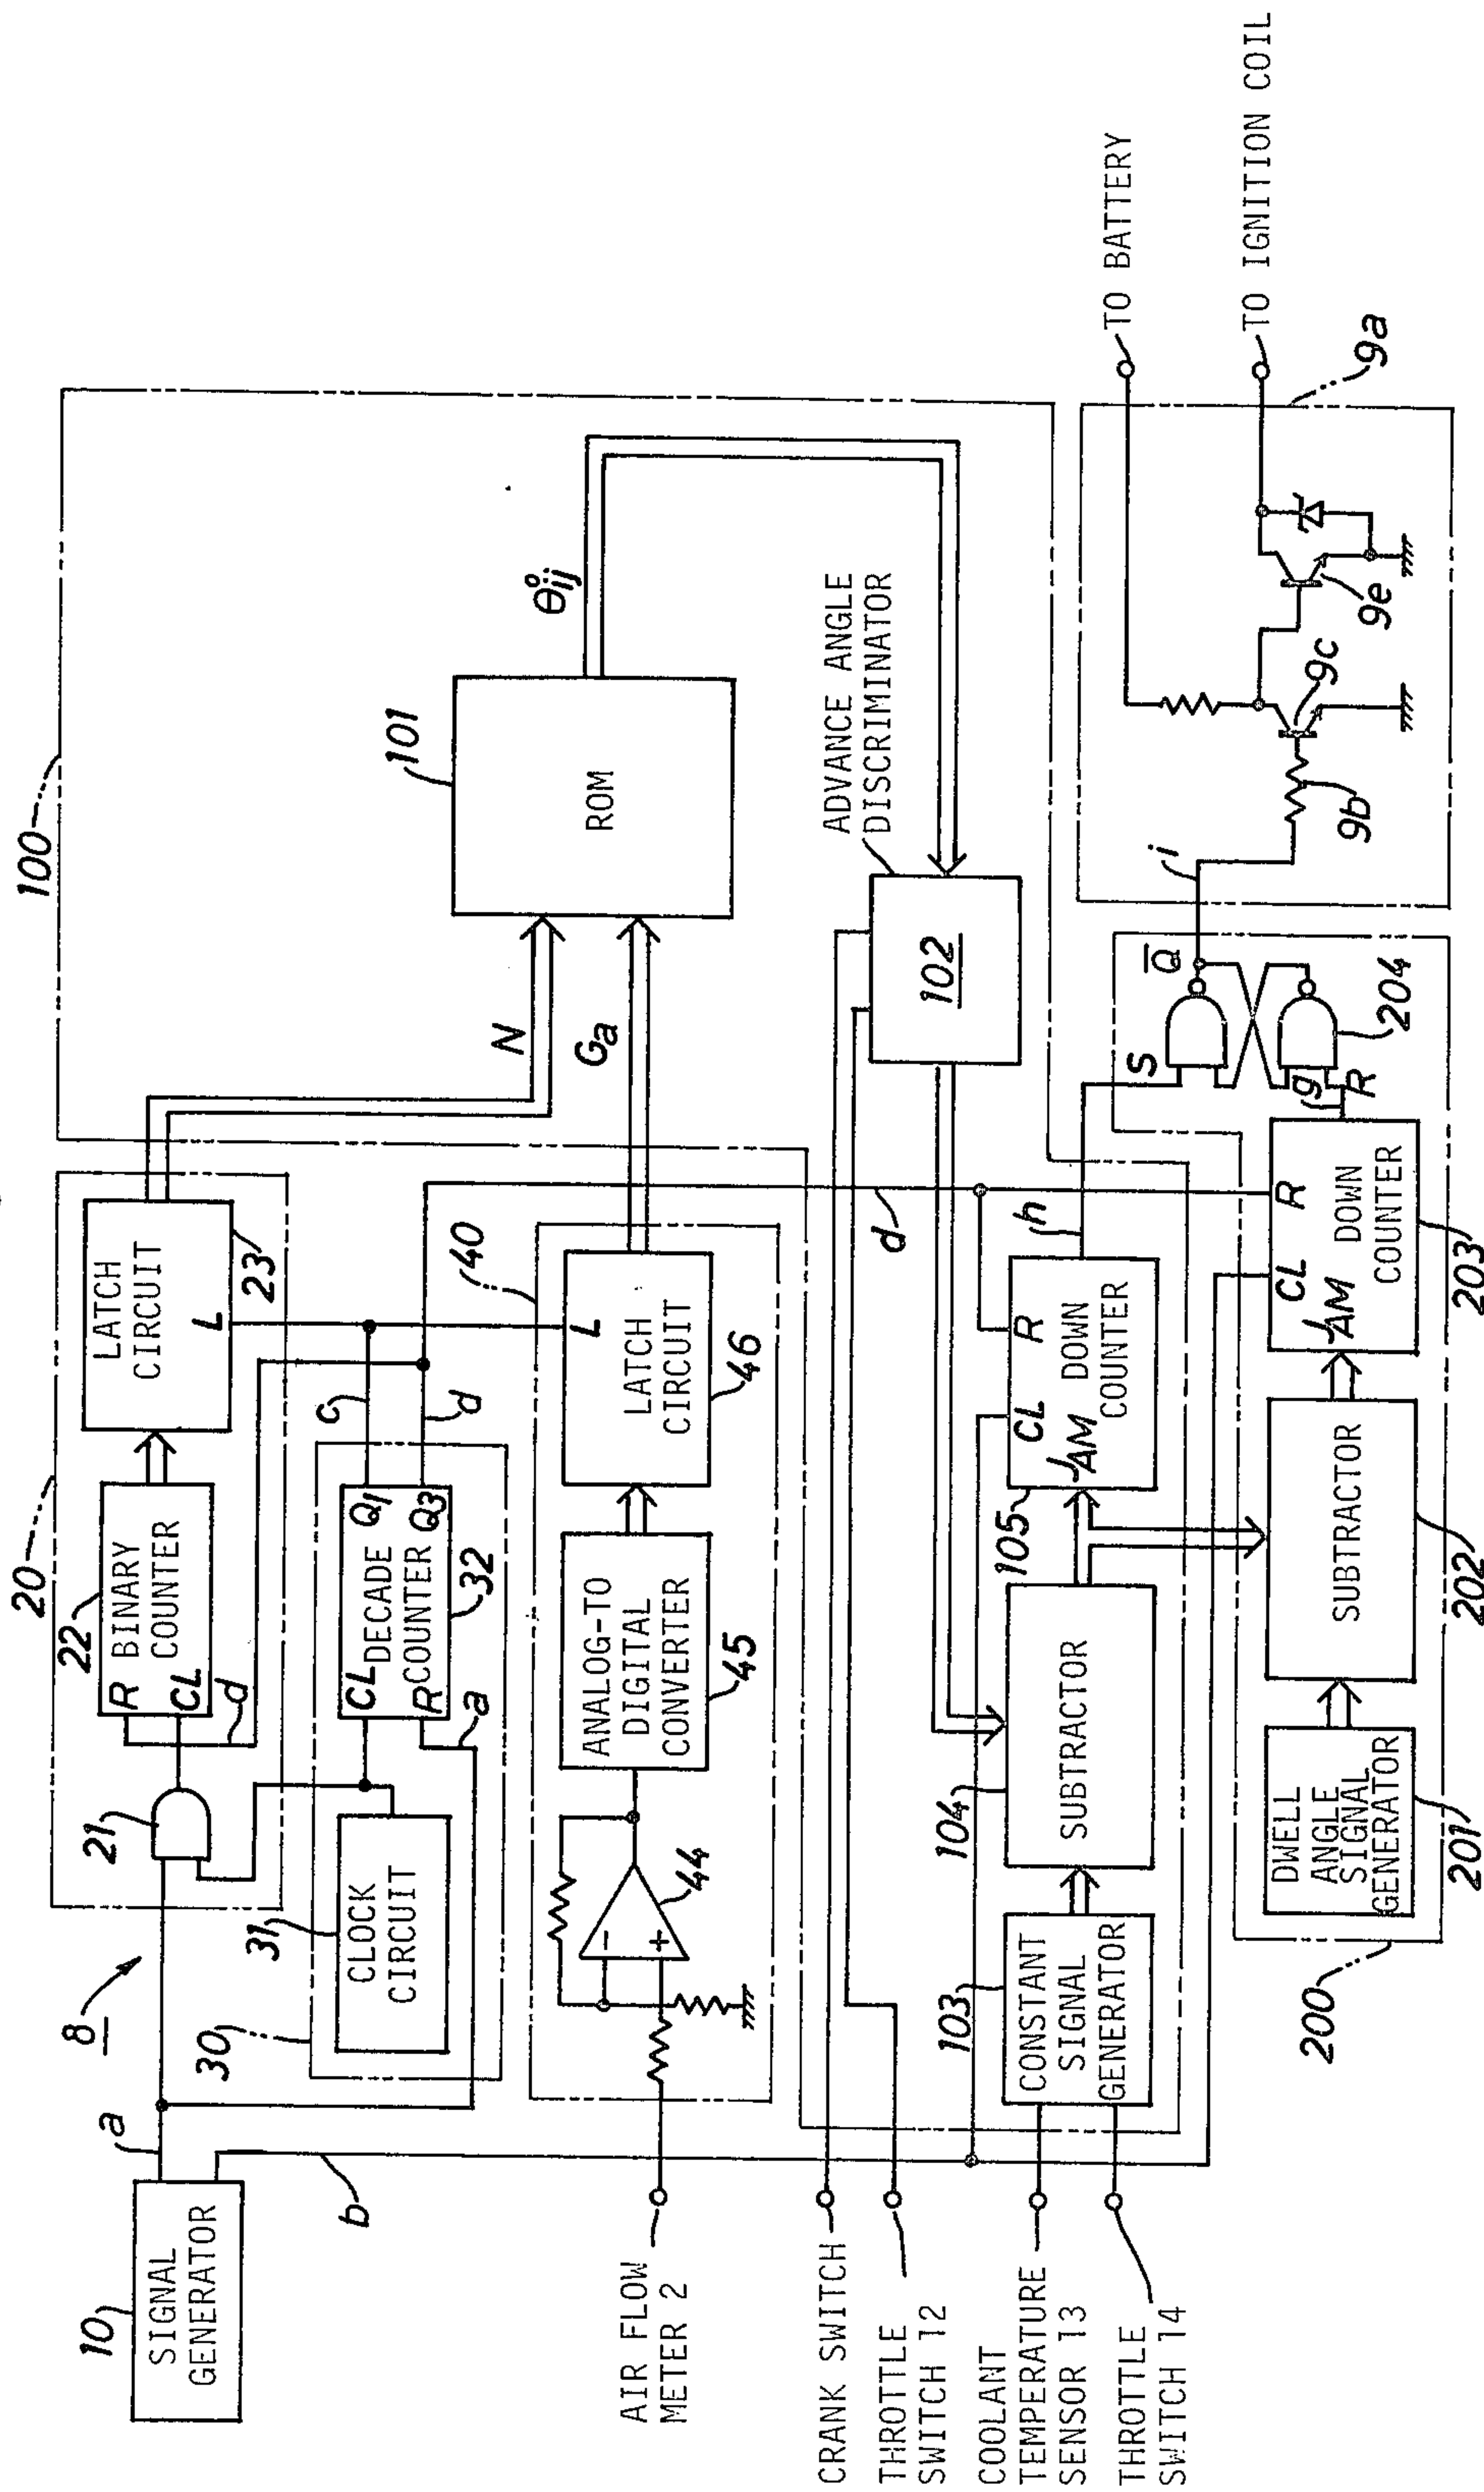 100
20
22
R BINARY
COUNTER
CL
d
LATCH
CIRCUIT
L
23
21
8
10
SIGNAL
GENERATOR
a
b
30
31
CLOCK
CIRCUIT
CL DECADE
R COUNTER
Q1
Q3
32
a
c
d
40
AIR FLOW
METER 2
-
+
44
ANALOG-TO
DIGITAL
CONVERTER
45
L
LATCH
CIRCUIT
46
N
Ga
101
ROM
θ°ij
ADVANCE ANGLE
DISCRIMINATOR
102
CRANK SWITCH
THROTTLE
SWITCH 12
COOLANT
TEMPERATURE
SENSOR 13
THROTTLE
SWITCH 14
103
CONSTANT
SIGNAL
GENERATOR
104
SUBTRACTOR
105
CL
R
JAM
DOWN
COUNTER
h
d
200
DWELL
ANGLE
SIGNAL
GENERATOR
201
SUBTRACTOR
202
CL
R
JAM
DOWN
COUNTER
203
S
Q̅
g
R
204
i
9b
9c
9e
9a
TO BATTERY
TO IGNITION COIL